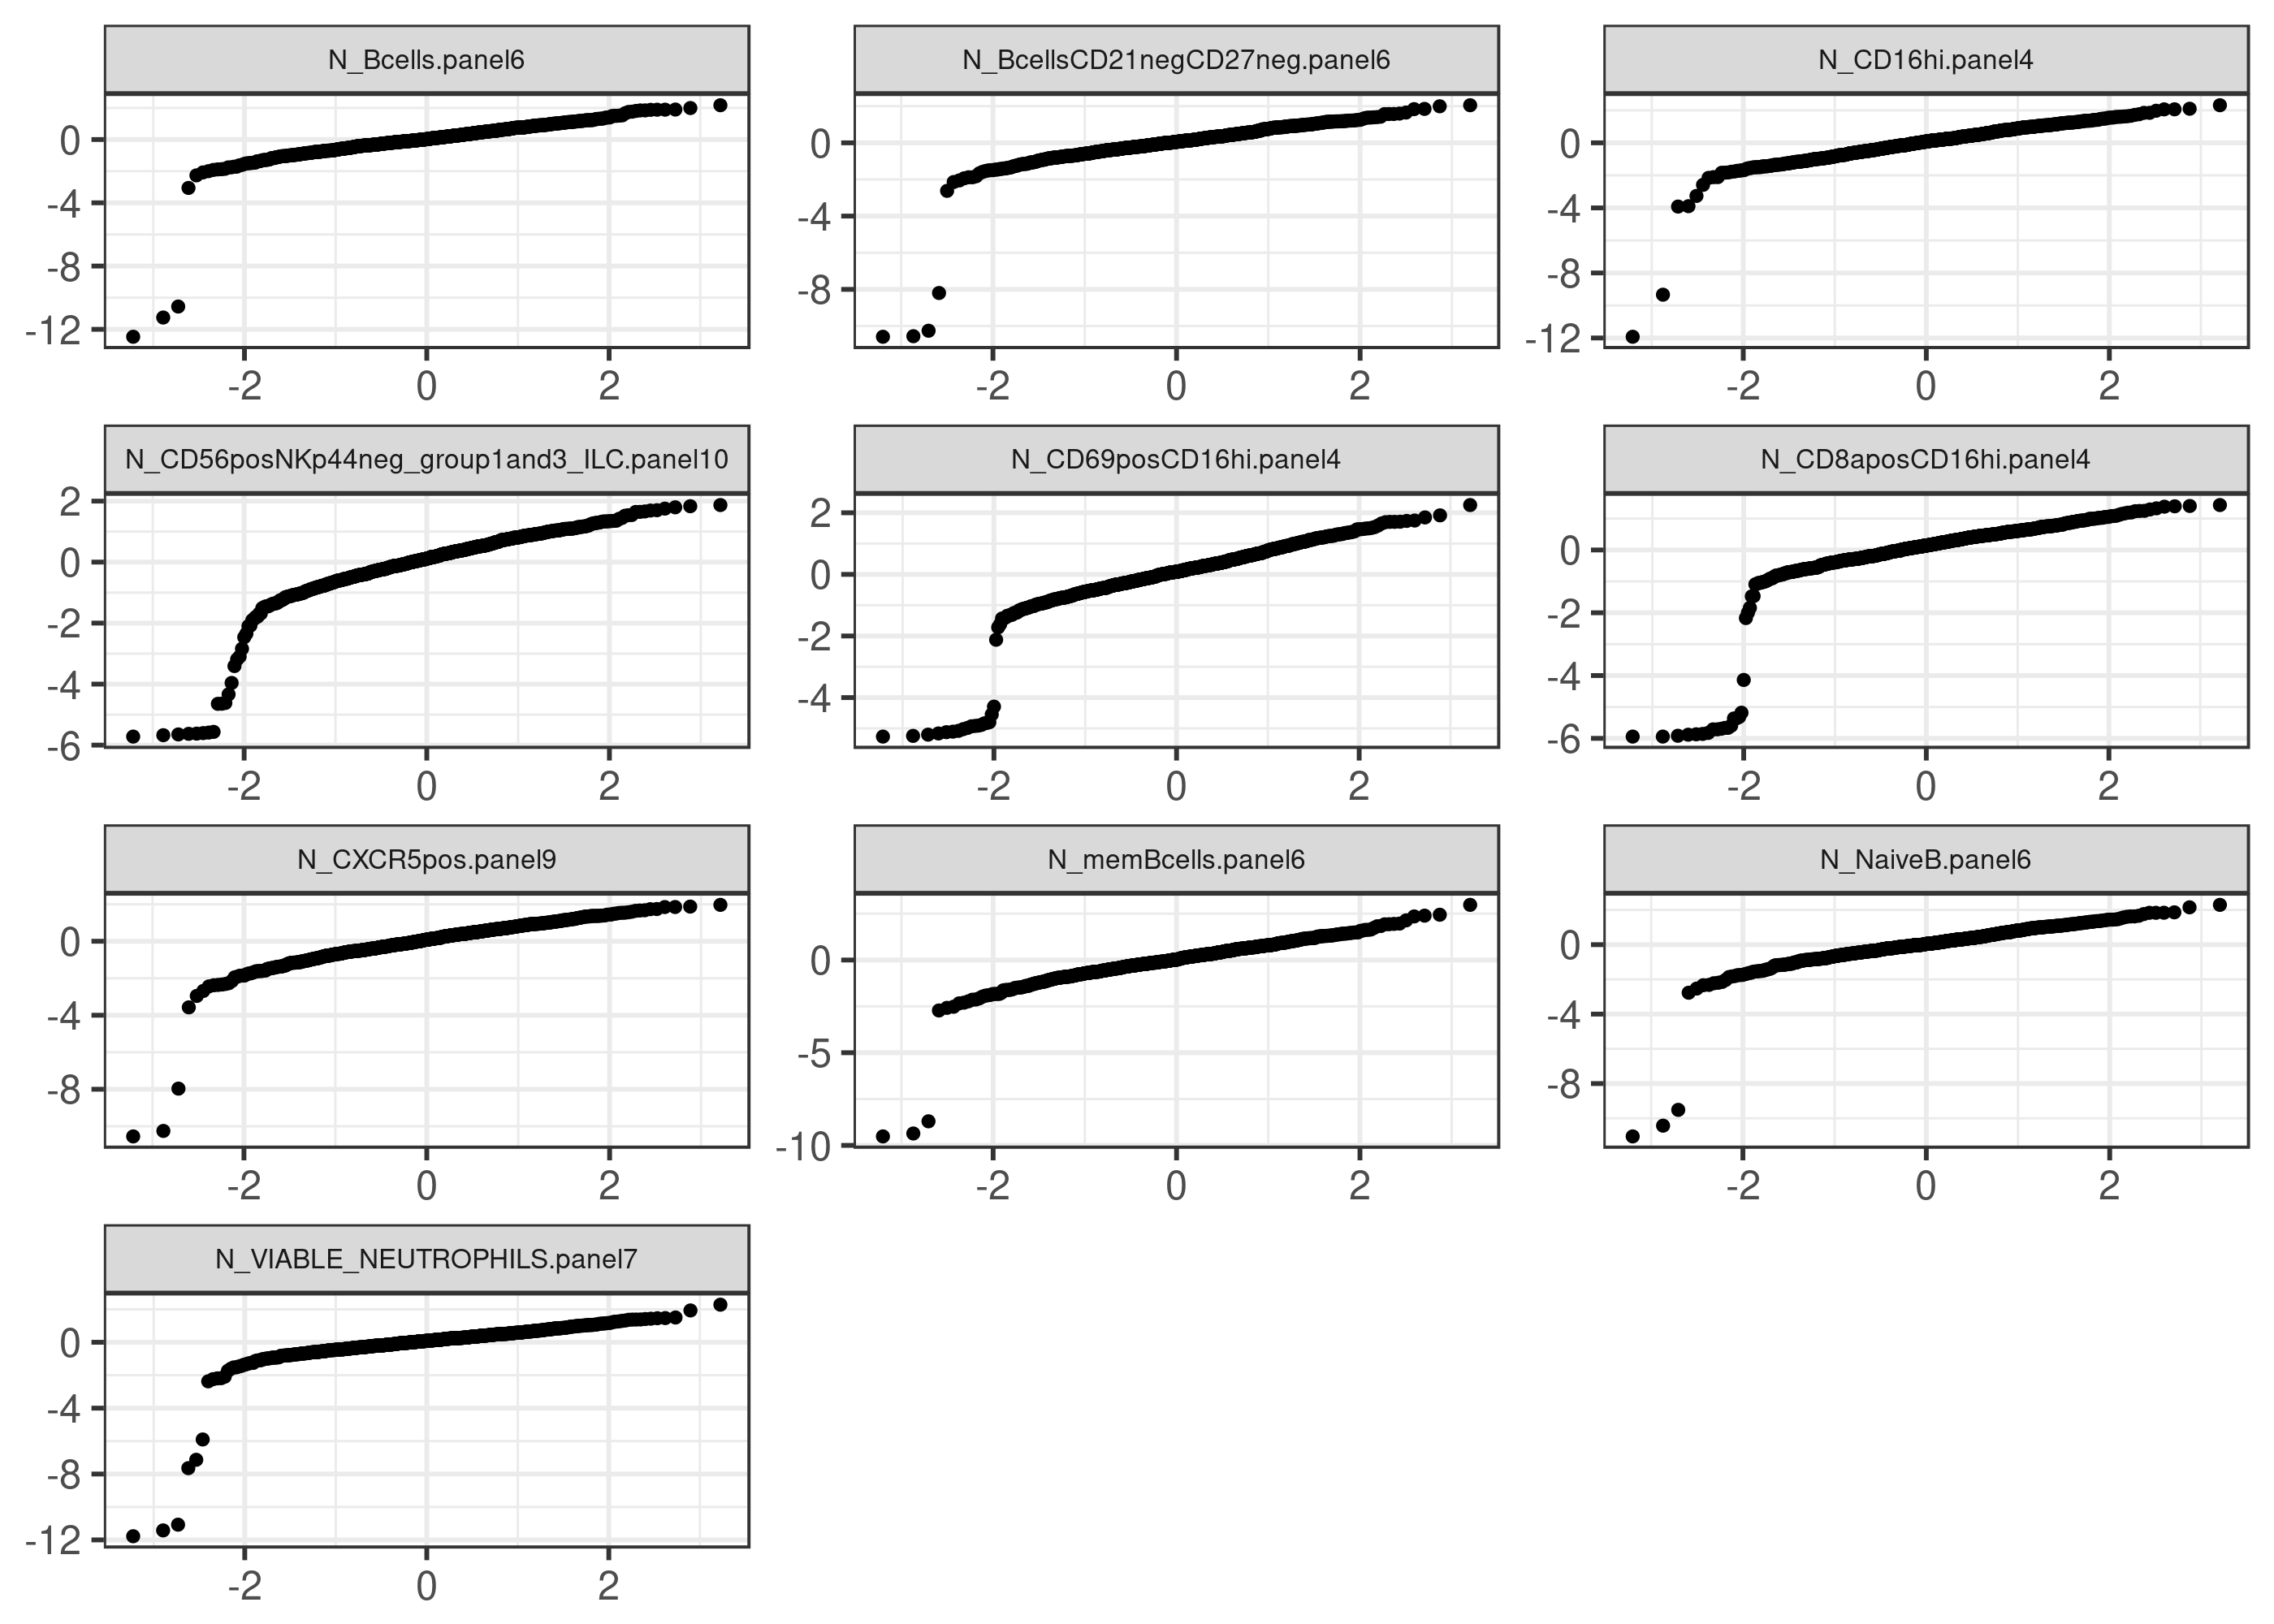 N_Bcells.panel6
0
-4
-8
-12
-2 0 2
N_BcellsCD21negCD27neg.panel6
0
-4
-8
-2 0 2
N_CD16hi.panel4
0
-4
-8
-12
-2 0 2
N_CD56posNKp44neg_group1and3_ILC.panel10
2
0
-2
-4
-6
-2 0 2
N_CD69posCD16hi.panel4
2
0
-2
-4
-2 0 2
N_CD8aposCD16hi.panel4
0
-2
-4
-6
-2 0 2
N_CXCR5pos.panel9
0
-4
-8
-2 0 2
N_memBcells.panel6
0
-5
-10
-2 0 2
N_NaiveB.panel6
0
-4
-8
-2 0 2
N_VIABLE_NEUTROPHILS.panel7
0
-4
-8
-12
-2 0 2